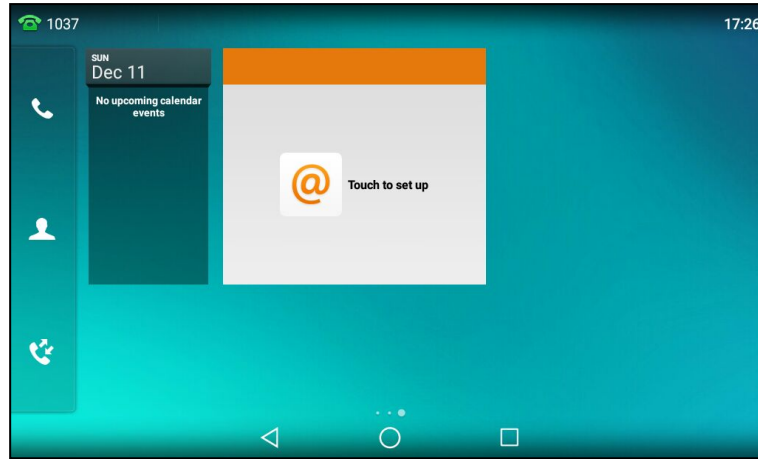 1037
17:26
SUN
Dec 11
No upcoming calendar
events
@
Touch to set up